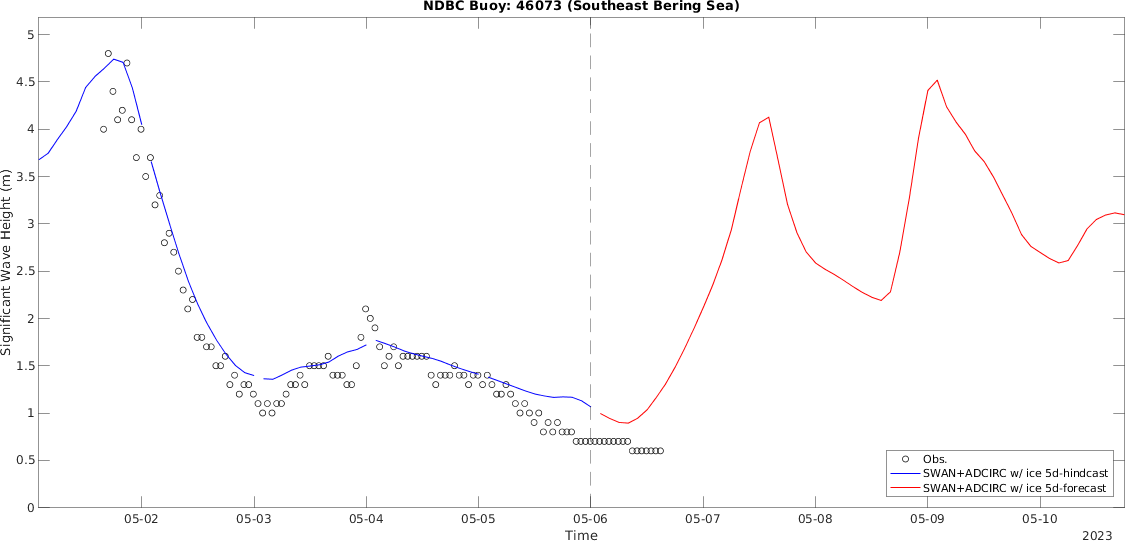 NDBC Buoy: 46073 (Southeast Bering Sea)
Significant Wave Height (m)
5
4.5
4
3.5
3
2.5
2
1.5
1
0.5
0
Obs.
SWAN+ADCIRC w/ ice 5d-hindcast
SWAN+ADCIRC w/ ice 5d-forecast
05-02 05-03 05-04 05-05 05-06 05-07 05-08 05-09 05-10
Time
2023